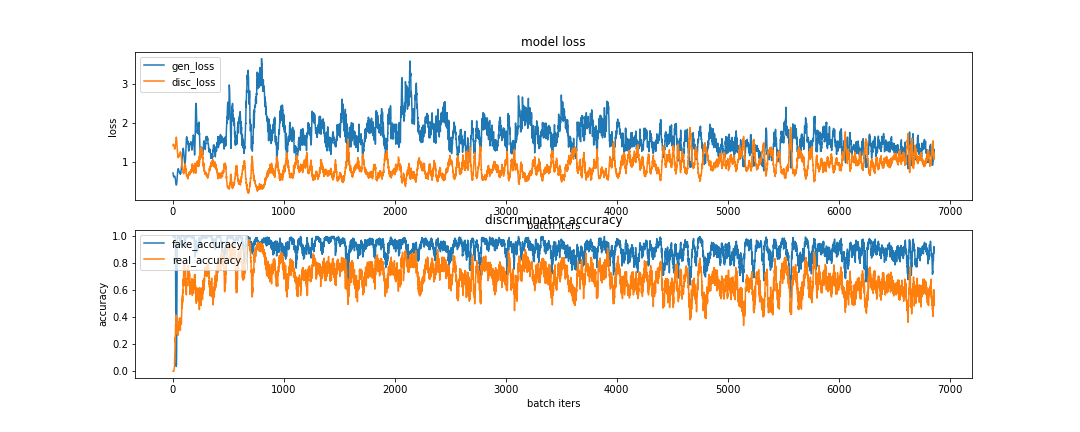 model loss
gen_loss
disc_loss
loss
3
2
1
0 1000 2000 3000 4000 5000 6000 7000
batch iters
discriminator accuracy
fake_accuracy
real_accuracy
accuracy
1.0
0.8
0.6
0.4
0.2
0.0
0 1000 2000 3000 4000 5000 6000 7000
batch iters